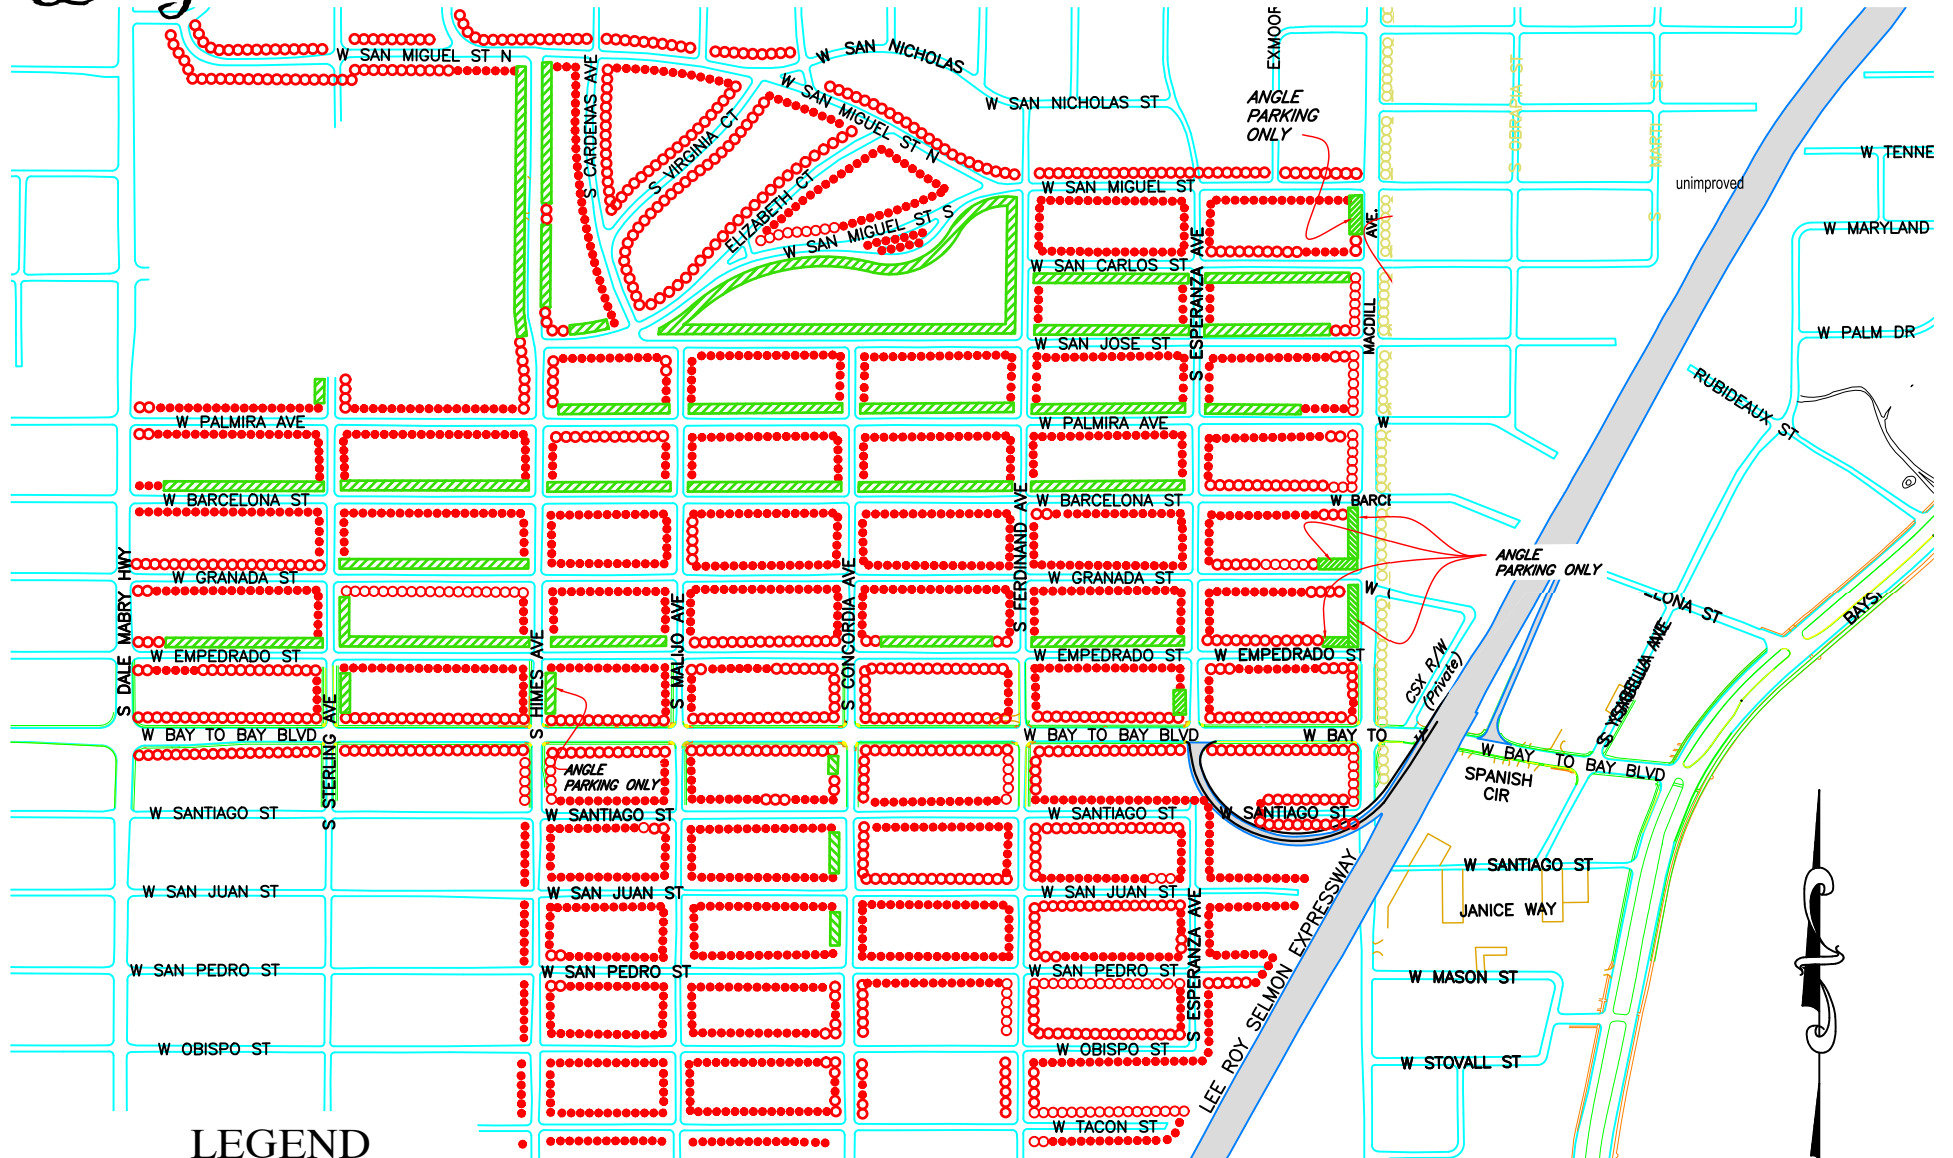 W SAN MIGUEL ST N
S CARDENAS AVE
W SAN NICHOLAS
W SAN NICHOLAS ST
EXMOOR
ANGLE
PARKING
ONLY
W SAN MIGUEL ST N
S VIRGINIA CT
ELIZABETH CT
W SAN MIGUEL ST S
W SAN MIGUEL ST
AVE.
MACDILL
unimproved
W TENNE
W MARYLAND
W PALM DR
RUBIDEAUX ST
W SAN CARLOS ST
S ESPERANZA AVE
W SAN JOSE ST
W PALMIRA AVE
W PALMIRA AVE
W
W BARCELONA ST
W BARCELONA ST
W BARCE
S DALE MABRY HWY
S FERDINAND AVE
W GRANADA ST
W GRANADA ST
W
ANGLE
PARKING ONLY
LONA ST
BAYS
S HIMES AVE
S MALIJO AVE
S CONCORDIA AVE
W EMPEDRADO ST
W EMPEDRADO ST
W EMPEDRADO ST
CSX R/W
(Private)
S STERLING AVE
W BAY TO BAY BLVD
W BAY TO BAY BLVD
W BAY TO
W BAY TO BAY BLVD
SPANISH
CIR
ANGLE
PARKING ONLY
W SANTIAGO ST
W SANTIAGO ST
W SANTIAGO ST
W SANTIAGO ST
W SANTIAGO ST
W SAN JUAN ST
W SAN JUAN ST
W SAN JUAN ST
S ESPERANZA AVE
LEE ROY SELMON EXPRESSWAY
JANICE WAY
W SAN PEDRO ST
W SAN PEDRO ST
W SAN PEDRO ST
W MASON ST
W OBISPO ST
W OBISPO ST
W STOVALL ST
W TACON ST
LEGEND